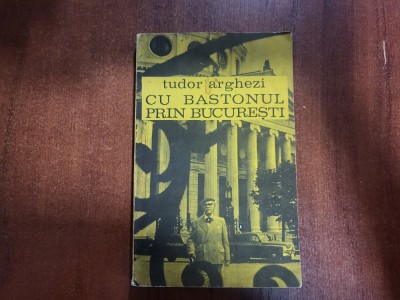 tudor arghezi
CU BASTONUL
PRIN BUCUREȘTI